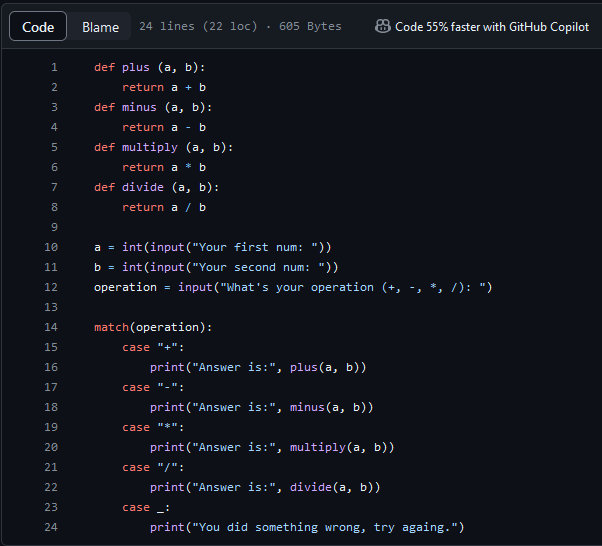 Code Blame 24 lines (22 loc) · 605 Bytes Code 55% faster with GitHub Copilot
1 def plus (a, b):
2     return a + b
3 def minus (a, b):
4     return a - b
5 def multiply (a, b):
6     return a * b
7 def divide (a, b):
8     return a / b
9
10 a = int(input("Your first num: "))
11 b = int(input("Your second num: "))
12 operation = input("What's your operation (+, -, *, /): ")
13
14 match(operation):
15     case "+":
16         print("Answer is:", plus(a, b))
17     case "-":
18         print("Answer is:", minus(a, b))
19     case "*":
20         print("Answer is:", multiply(a, b))
21     case "/":
22         print("Answer is:", divide(a, b))
23     case _:
24         print("You did something wrong, try againg.")